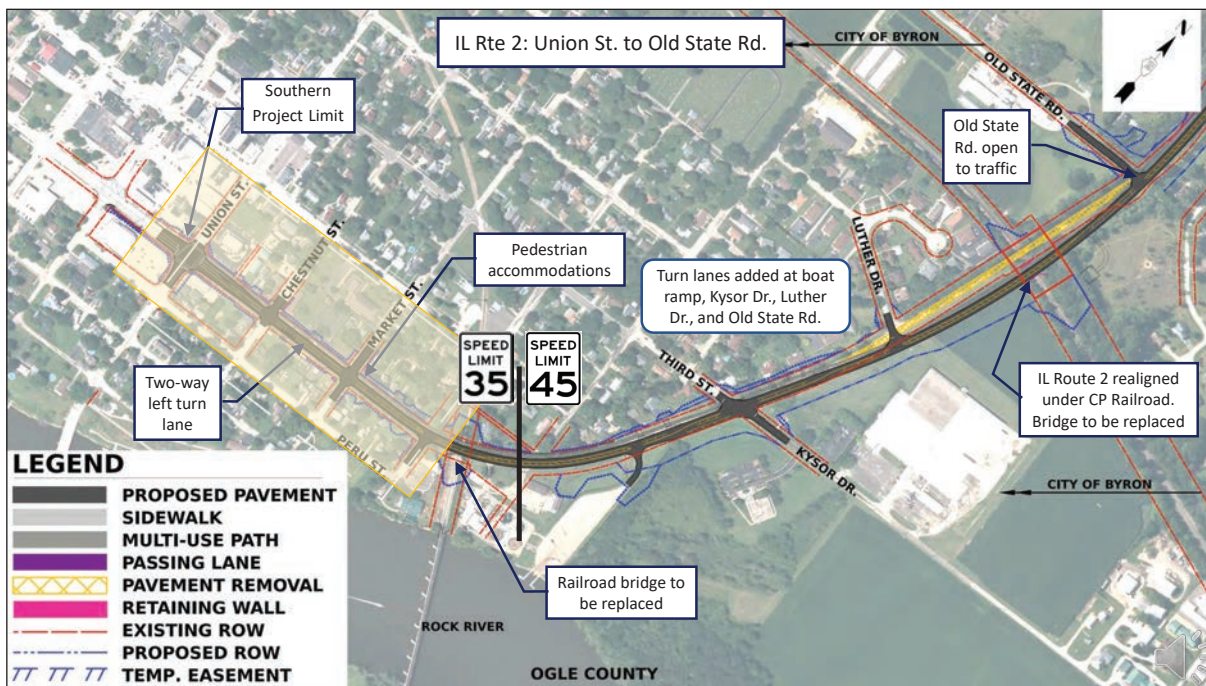 IL Rte 2: Union St. to Old State Rd.
CITY OF BYRON
OLD STATE RD.
N
Southern
Project Limit
Old State
Rd. open
to traffic
UNION ST.
CHESTNUT ST.
MARKET ST.
Pedestrian
accommodations
LUTHER DR.
Turn lanes added at boat
ramp, Kysor Dr., Luther
Dr., and Old State Rd.
SPEED
LIMIT
35
SPEED
LIMIT
45
THIRD ST.
Two-way
left turn
lane
IL Route 2 realigned
under CP Railroad.
Bridge to be replaced
PERU ST.
KYSOR DR.
CITY OF BYRON
LEGEND
PROPOSED PAVEMENT
SIDEWALK
MULTI-USE PATH
PASSING LANE
PAVEMENT REMOVAL
RETAINING WALL
EXISTING ROW
PROPOSED ROW
TEMP. EASEMENT
Railroad bridge to
be replaced
ROCK RIVER
OGLE COUNTY